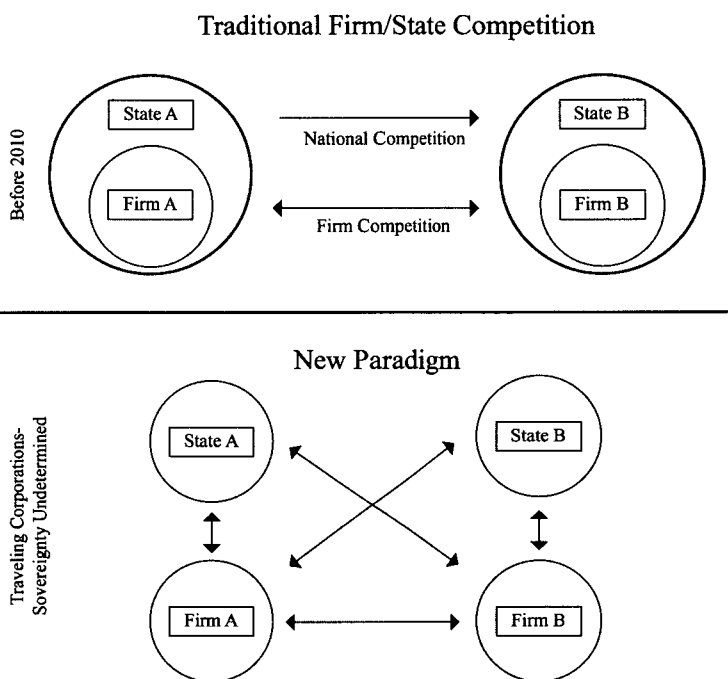 Traditional Firm/State Competition
Before 2010
State A
State B
National Competition
Firm A
Firm B
Firm Competition
New Paradigm
Traveling Corporations-
Sovereignty Undetermined
State A
State B
Firm A
Firm B